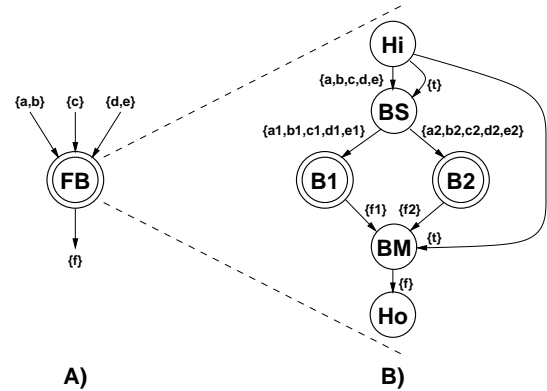 {a,b} {c} {d,e}
FB
{f}
A)
Hi
{a,b,c,d,e} {t}
BS
{a1,b1,c1,d1,e1} {a2,b2,c2,d2,e2}
B1 B2
{f1} {f2}
BM {t}
{f}
Ho
B)